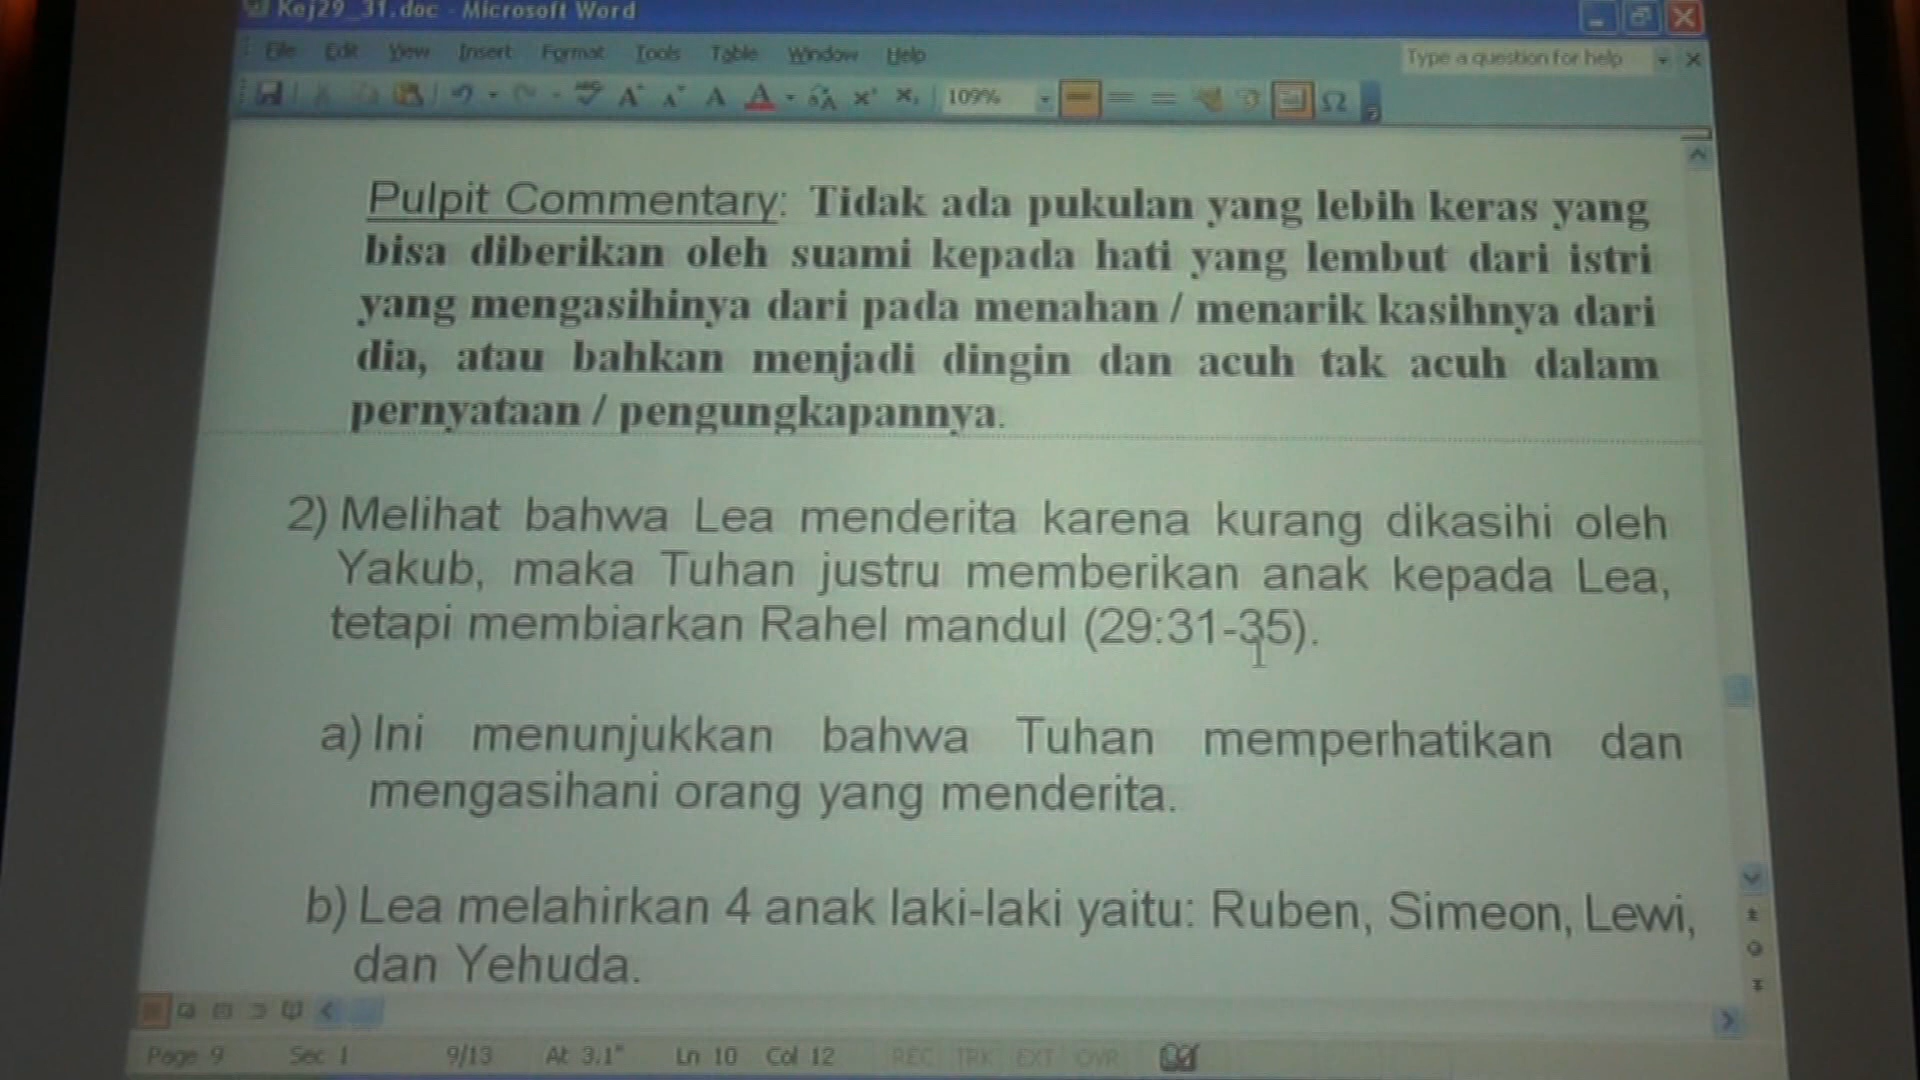 Kej29_31.doc - Microsoft Word
File Edit View Insert Format Tools Table Window Help
Type a question for help
109%
Pulpit Commentary: Tidak ada pukulan yang lebih keras yang
bisa diberikan oleh suami kepada hati yang lembut dari istri
yang mengasihinya dari pada menahan / menarik kasihnya dari
dia, atau bahkan menjadi dingin dan acuh tak acuh dalam
pernyataan / pengungkapannya.
2) Melihat bahwa Lea menderita karena kurang dikasihi oleh
Yakub, maka Tuhan justru memberikan anak kepada Lea,
tetapi membiarkan Rahel mandul (29:31-35).
a) Ini menunjukkan bahwa Tuhan memperhatikan dan
mengasihani orang yang menderita.
b) Lea melahirkan 4 anak laki-laki yaitu: Ruben, Simeon, Lewi,
dan Yehuda.
Page 9 Sec 1 9/13 At 3.1" Ln 10 Col 12 REC TRK EXT OVR